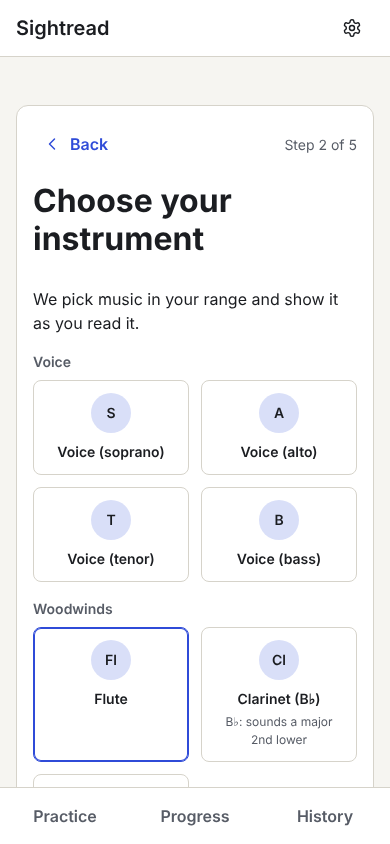 Sightread
Back
Step 2 of 5
Choose your
instrument
We pick music in your range and show it
as you read it.
Voice
S
Voice (soprano)
A
Voice (alto)
T
Voice (tenor)
B
Voice (bass)
Woodwinds
Fl
Flute
Cl
Clarinet (B♭)
B♭: sounds a major
2nd lower
Practice
Progress
History